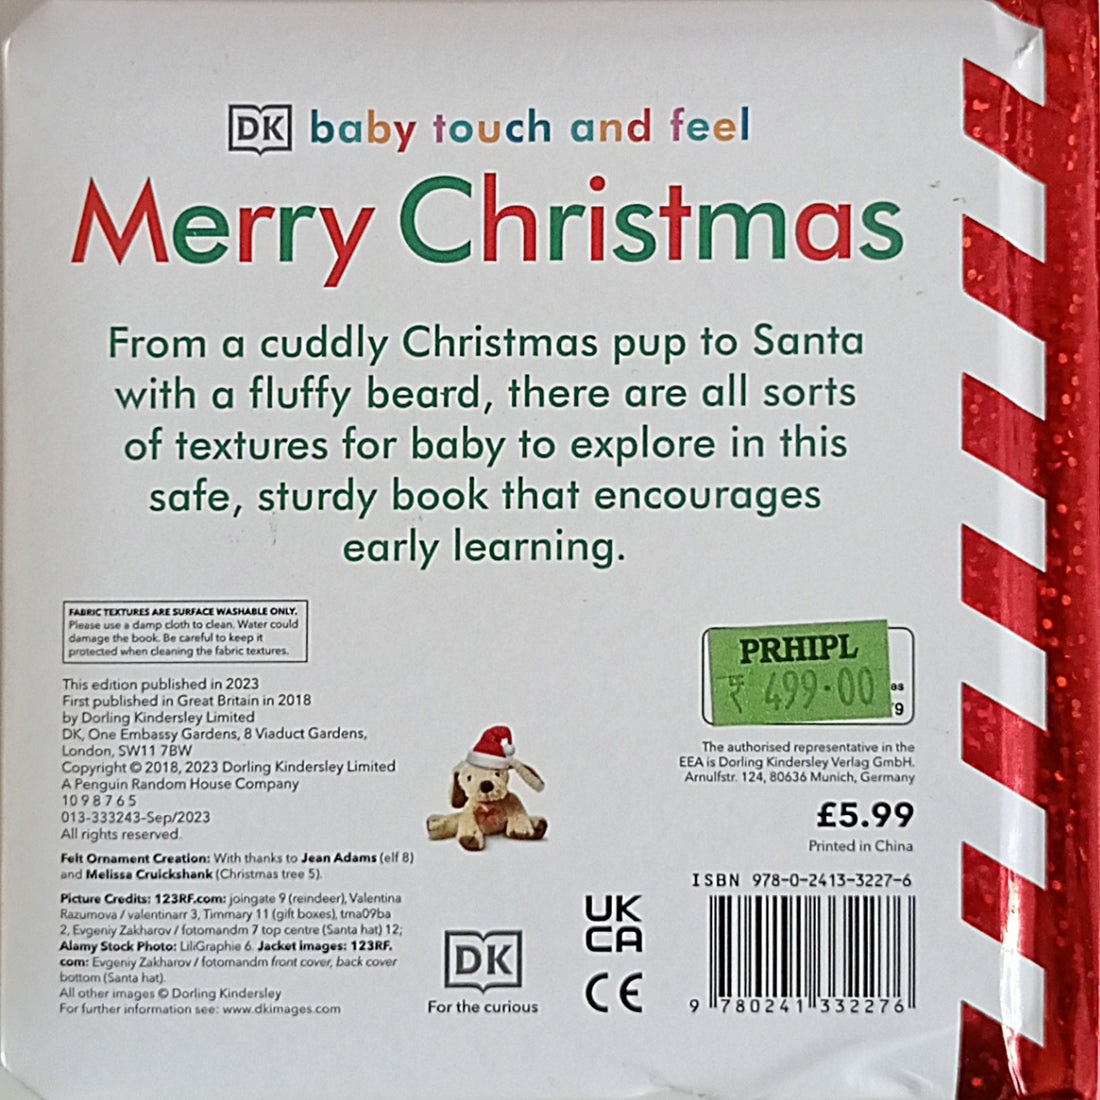 DK baby touch and feel
Merry Christmas
From a cuddly Christmas pup to Santa
with a fluffy beard, there are all sorts
of textures for baby to explore in this
safe, sturdy book that encourages
early learning.
FABRIC TEXTURES ARE SURFACE WASHABLE ONLY.
Please use a damp cloth to clean. Water could
damage the book. Be careful to keep it
protected when cleaning the fabric textures.
This edition published in 2023
First published in Great Britain in 2018
by Dorling Kindersley Limited
DK, One Embassy Gardens, 8 Viaduct Gardens,
London, SW11 7BW
Copyright © 2018, 2023 Dorling Kindersley Limited
A Penguin Random House Company
10 9 8 7 6 5
013-333243-Sep/2023
All rights reserved.
Felt Ornament Creation: With thanks to Jean Adams (elf 8)
and Melissa Cruickshank (Christmas tree 5).
Picture Credits: 123RF.com: joingate 9 (reindeer), Valentina
Razumova / valentinarr 3, Timmary 11 (gift boxes), tma09ba
2, Evgeniy Zakharov / fotomandm 7 top centre (Santa hat) 12;
Alamy Stock Photo: LiliGraphie 6. Jacket images: 123RF.
com: Evgeniy Zakharov / fotomandm front cover, back cover
bottom (Santa hat).
All other images © Dorling Kindersley
For further information see: www.dkimages.com
DK
For the curious
UK
CA
CE
PRHIPL
₹ 499.00
es
9
The authorised representative in the
EEA is Dorling Kindersley Verlag GmbH.
Arnulfstr. 124, 80636 Munich, Germany
£5.99
Printed in China
ISBN 978-0-2413-3227-6
9 780241 332276